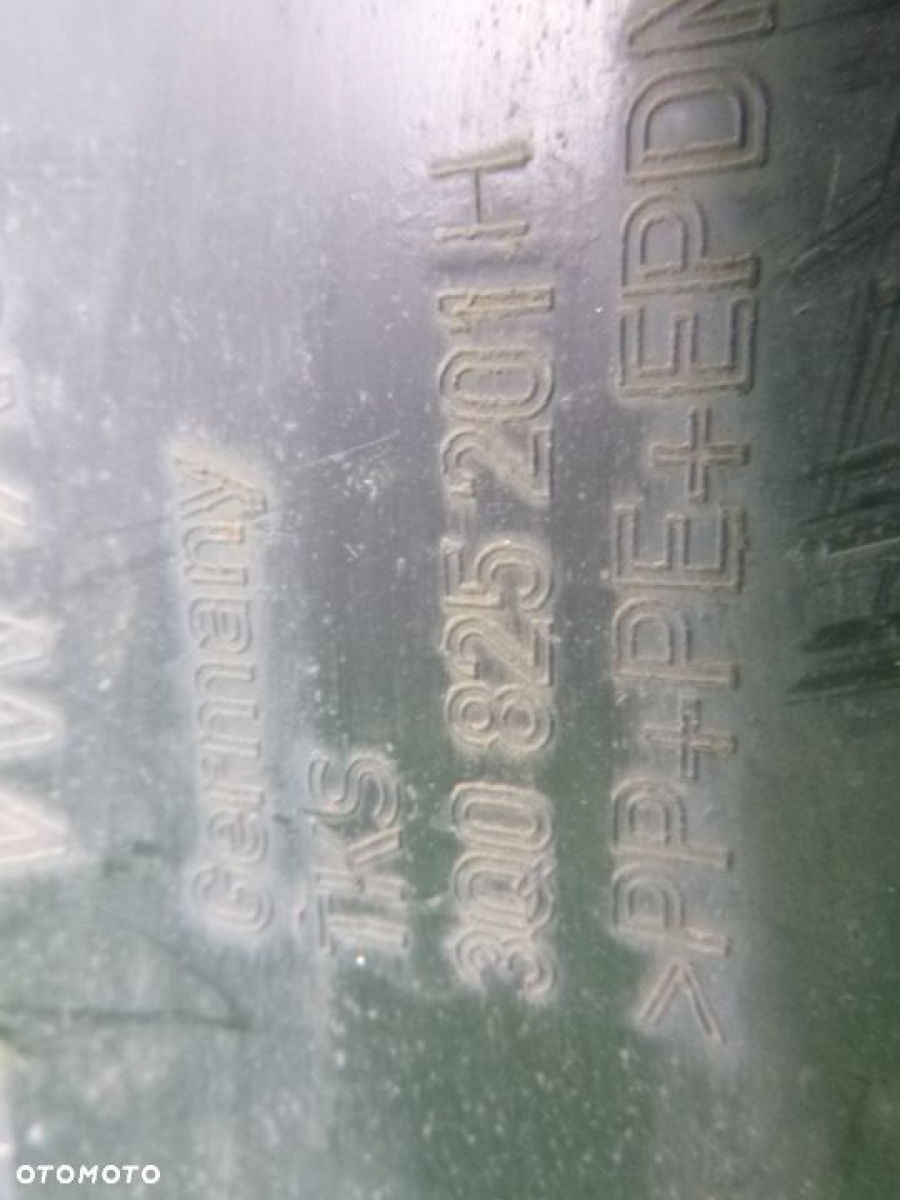 Germany
TKS
3Q0 825 201 H
>PP+PE+EPDM
OTOMOTO